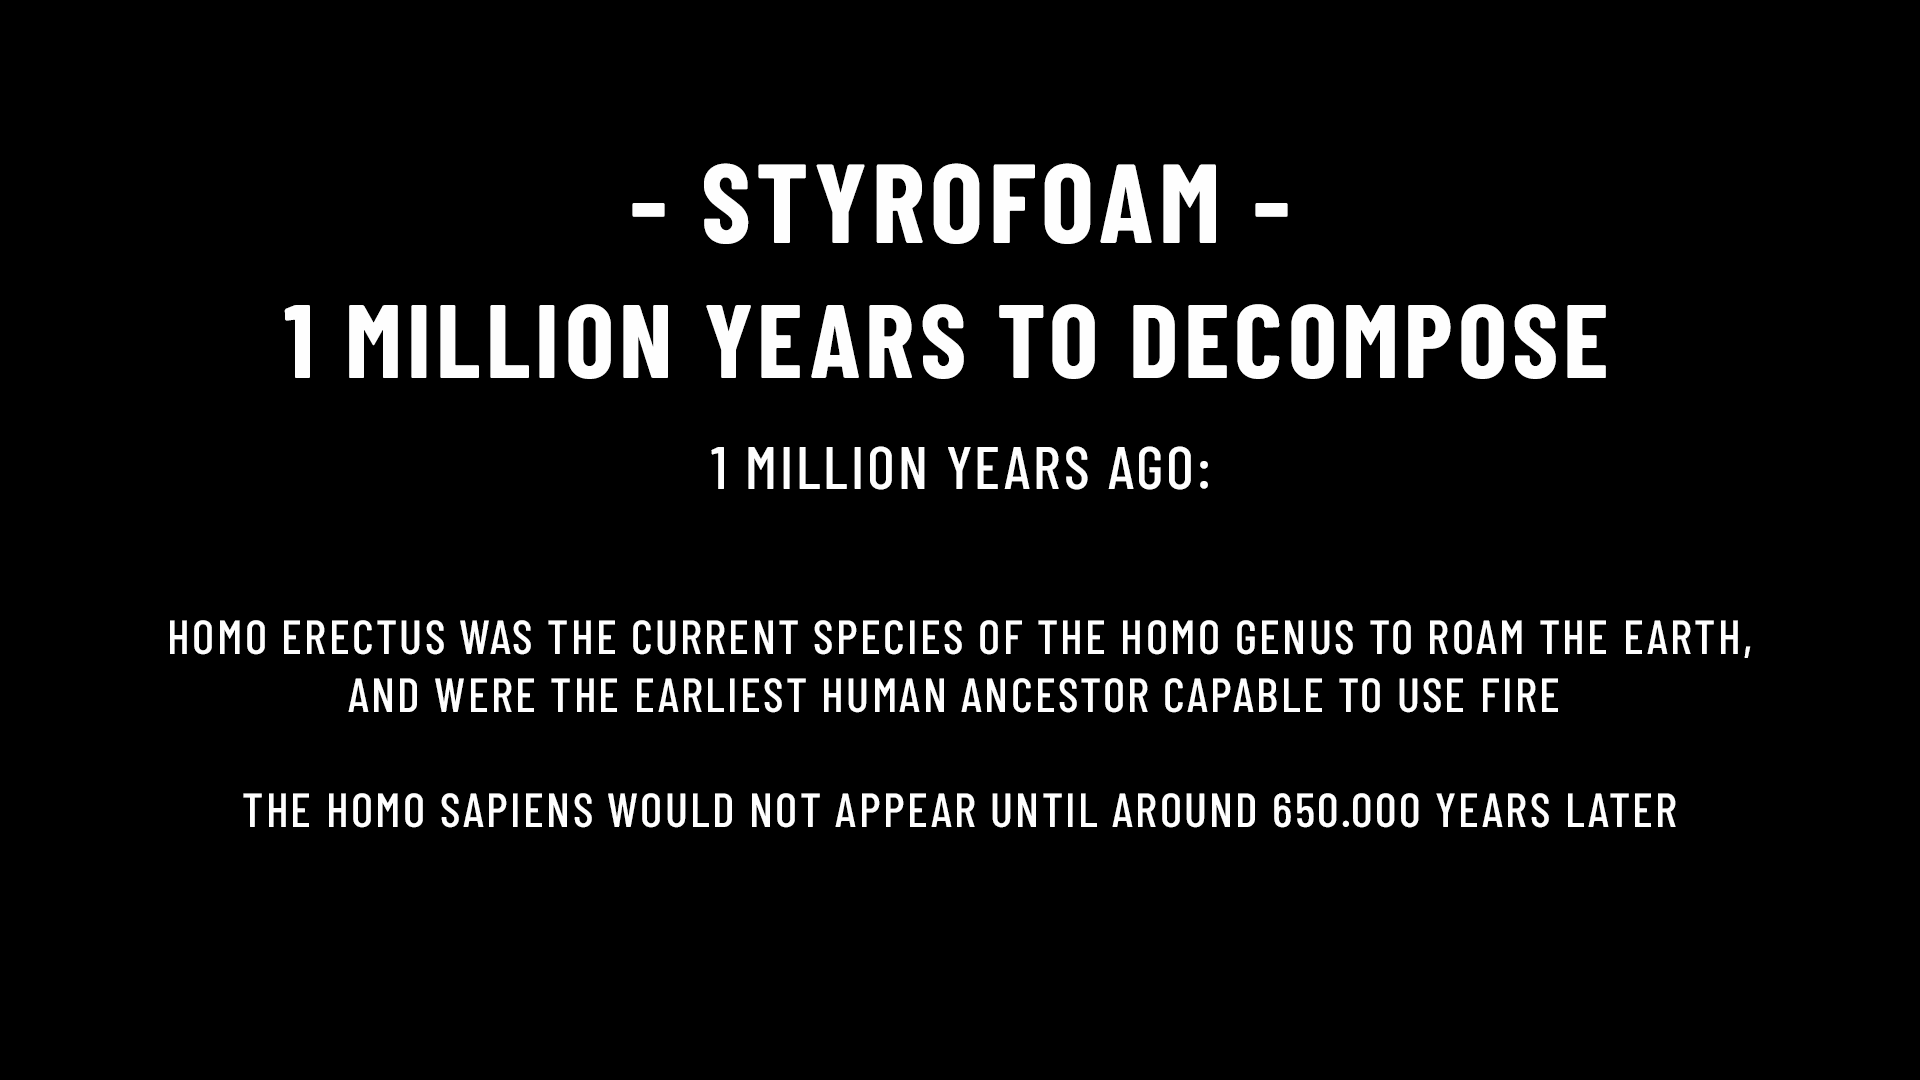 - STYROFOAM -
1 MILLION YEARS TO DECOMPOSE
1 MILLION YEARS AGO:
HOMO ERECTUS WAS THE CURRENT SPECIES OF THE HOMO GENUS TO ROAM THE EARTH,
AND WERE THE EARLIEST HUMAN ANCESTOR CAPABLE TO USE FIRE
THE HOMO SAPIENS WOULD NOT APPEAR UNTIL AROUND 650.000 YEARS LATER